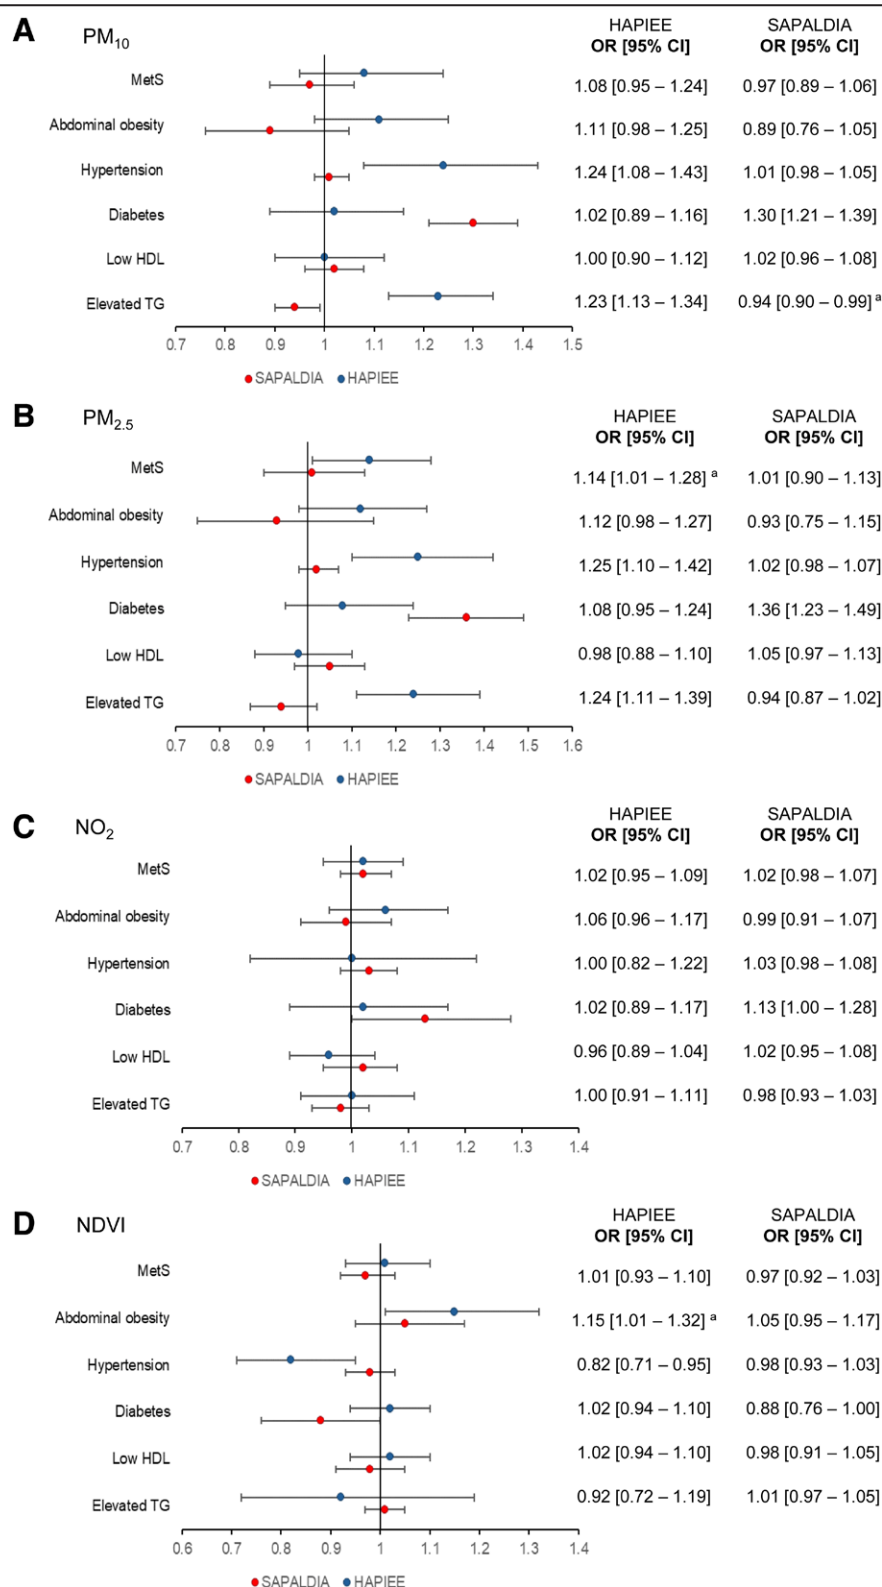 A PM10 HAPIEE SAPALDIA
OR [95% CI] OR [95% CI]
MetS 1.08 [0.95 – 1.24] 0.97 [0.89 – 1.06]
Abdominal obesity 1.11 [0.98 – 1.25] 0.89 [0.76 – 1.05]
Hypertension 1.24 [1.08 – 1.43] 1.01 [0.98 – 1.05]
Diabetes 1.02 [0.89 – 1.16] 1.30 [1.21 – 1.39]
Low HDL 1.00 [0.90 – 1.12] 1.02 [0.96 – 1.08]
Elevated TG 1.23 [1.13 – 1.34] 0.94 [0.90 – 0.99] a
0.7 0.8 0.9 1 1.1 1.2 1.3 1.4 1.5
SAPALDIA HAPIEE
B PM2.5 HAPIEE SAPALDIA
OR [95% CI] OR [95% CI]
MetS 1.14 [1.01 – 1.28] a 1.01 [0.90 – 1.13]
Abdominal obesity 1.12 [0.98 – 1.27] 0.93 [0.75 – 1.15]
Hypertension 1.25 [1.10 – 1.42] 1.02 [0.98 – 1.07]
Diabetes 1.08 [0.95 – 1.24] 1.36 [1.23 – 1.49]
Low HDL 0.98 [0.88 – 1.10] 1.05 [0.97 – 1.13]
Elevated TG 1.24 [1.11 – 1.39] 0.94 [0.87 – 1.02]
0.7 0.8 0.9 1 1.1 1.2 1.3 1.4 1.5 1.6
SAPALDIA HAPIEE
C NO2 HAPIEE SAPALDIA
OR [95% CI] OR [95% CI]
MetS 1.02 [0.95 – 1.09] 1.02 [0.98 – 1.07]
Abdominal obesity 1.06 [0.96 – 1.17] 0.99 [0.91 – 1.07]
Hypertension 1.00 [0.82 – 1.22] 1.03 [0.98 – 1.08]
Diabetes 1.02 [0.89 – 1.17] 1.13 [1.00 – 1.28]
Low HDL 0.96 [0.89 – 1.04] 1.02 [0.95 – 1.08]
Elevated TG 1.00 [0.91 – 1.11] 0.98 [0.93 – 1.03]
0.7 0.8 0.9 1 1.1 1.2 1.3 1.4
SAPALDIA HAPIEE
D NDVI HAPIEE SAPALDIA
OR [95% CI] OR [95% CI]
MetS 1.01 [0.93 – 1.10] 0.97 [0.92 – 1.03]
Abdominal obesity 1.15 [1.01 – 1.32] a 1.05 [0.95 – 1.17]
Hypertension 0.82 [0.71 – 0.95] 0.98 [0.93 – 1.03]
Diabetes 1.02 [0.94 – 1.10] 0.88 [0.76 – 1.00]
Low HDL 1.02 [0.94 – 1.10] 0.98 [0.91 – 1.05]
Elevated TG 0.92 [0.72 – 1.19] 1.01 [0.97 – 1.05]
0.6 0.7 0.8 0.9 1 1.1 1.2 1.3 1.4
SAPALDIA HAPIEE